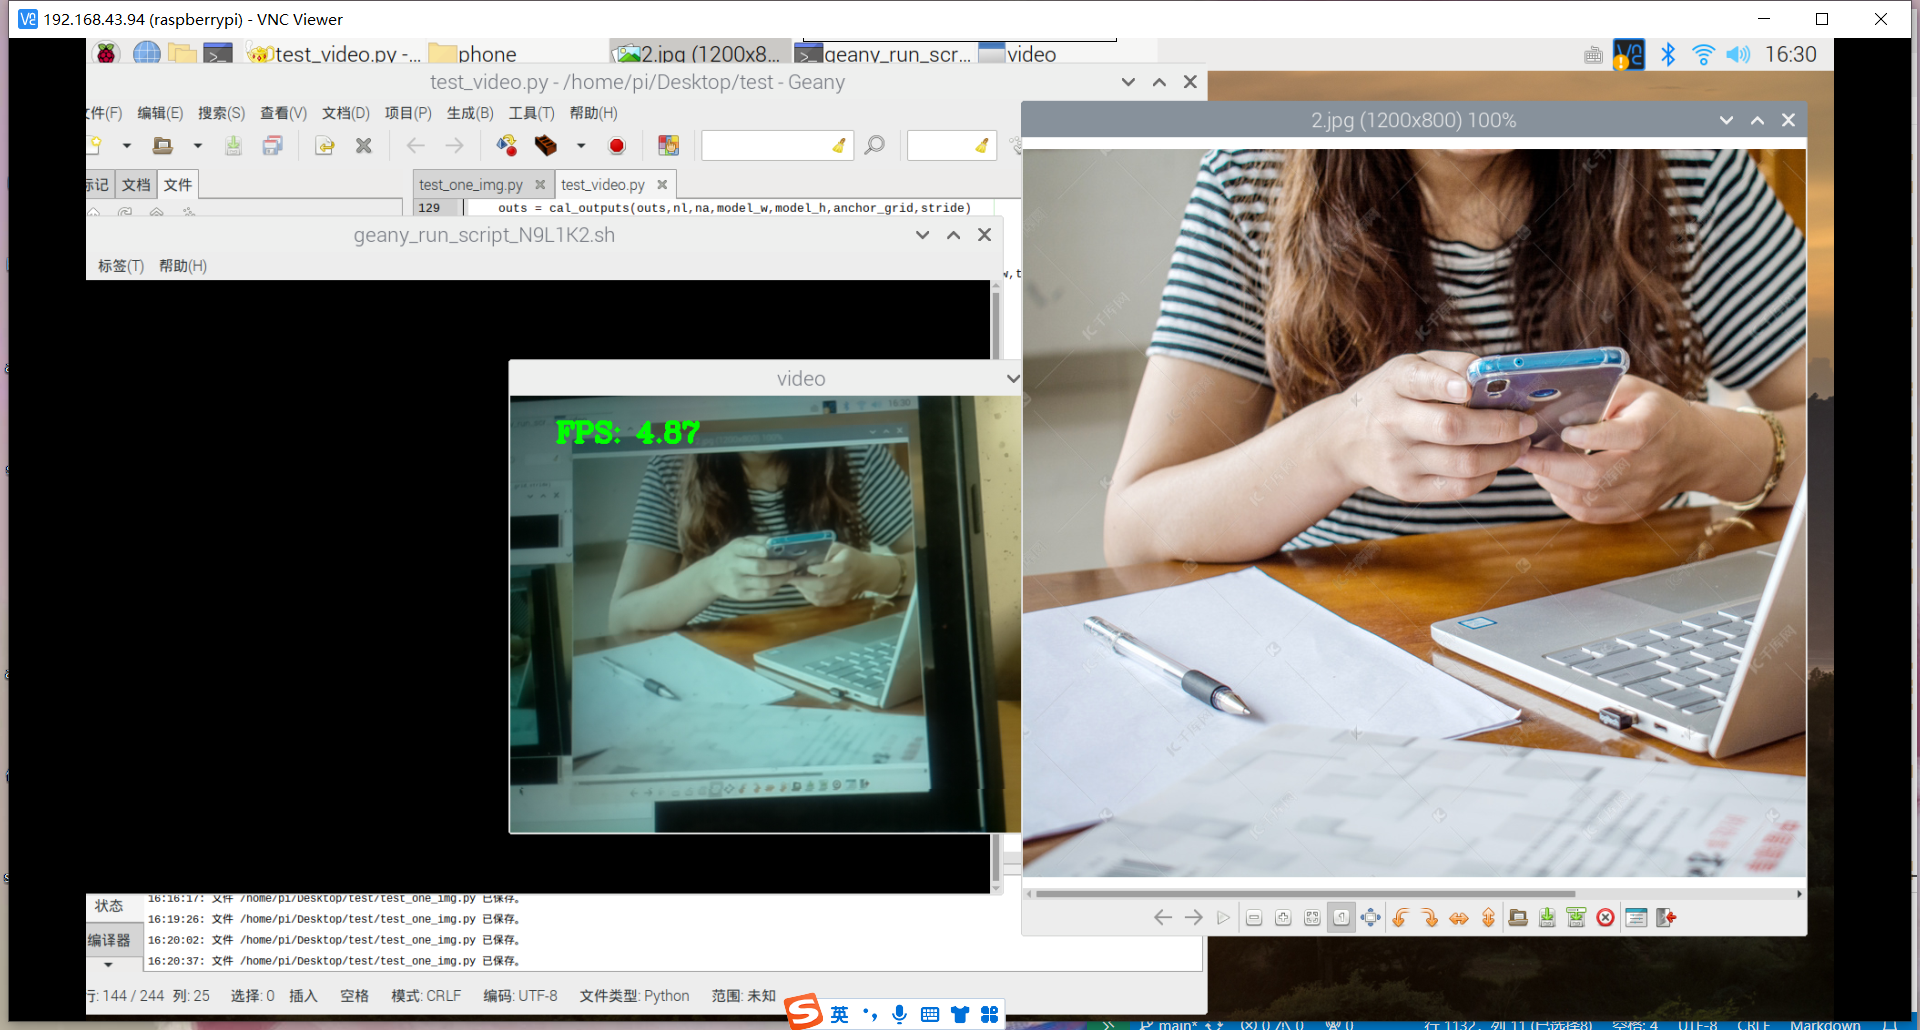 192.168.43.94 (raspberrypi) - VNC Viewer
test_video.py -...
phone
2.jpg (1200x8...
geany_run_scr...
video
16:30
test_video.py - /home/pi/Desktop/test - Geany
文件(F) 编辑(E) 搜索(S) 查看(V) 文档(D) 项目(P) 生成(B) 工具(T) 帮助(H)
标记 文档 文件
test_one_img.py
test_video.py
129 outs = cal_outputs(outs,nl,na,model_w,model_h,anchor_grid,stride)
geany_run_script_N9L1K2.sh
标签(T) 帮助(H)
w,t
video
FPS: 4.87
16:30
2.jpg (1200x800) 100%
状态
编译器
16:16:17: 文件 /home/pi/Desktop/test/test_one_img.py 已保存。
16:19:26: 文件 /home/pi/Desktop/test/test_one_img.py 已保存。
16:20:02: 文件 /home/pi/Desktop/test/test_one_img.py 已保存。
16:20:37: 文件 /home/pi/Desktop/test/test_one_img.py 已保存。
行: 144 / 244 列: 25 选择: 0 插入 空格 模式: CRLF 编码: UTF-8 文件类型: Python 范围: 未知
英
main* 0 行 1132, 列 11 (已选择8) 空格: 4 UTF-8 CRLF Markdown